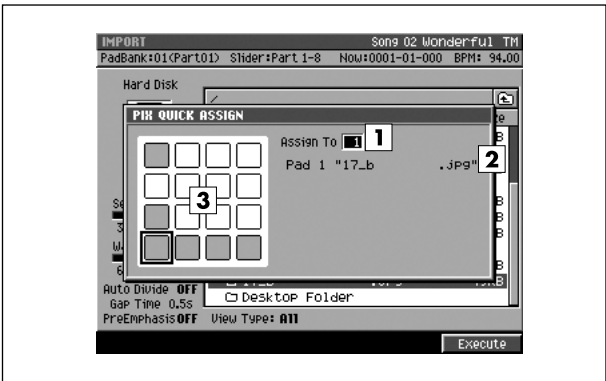 IMPORT Song 02 Wonderful TM
PadBank:01(Part01) Slider:Part 1-8 Now:0001-01-000 BPM: 94.00
Hard Disk
/
PIX QUICK ASSIGN
Assign To 1
1
Pad 1 "17_b .jpg"
2
3
Auto Divide OFF
Desktop Folder
Gap Time 0.5s
PreEmphasis OFF View Type: All
Execute